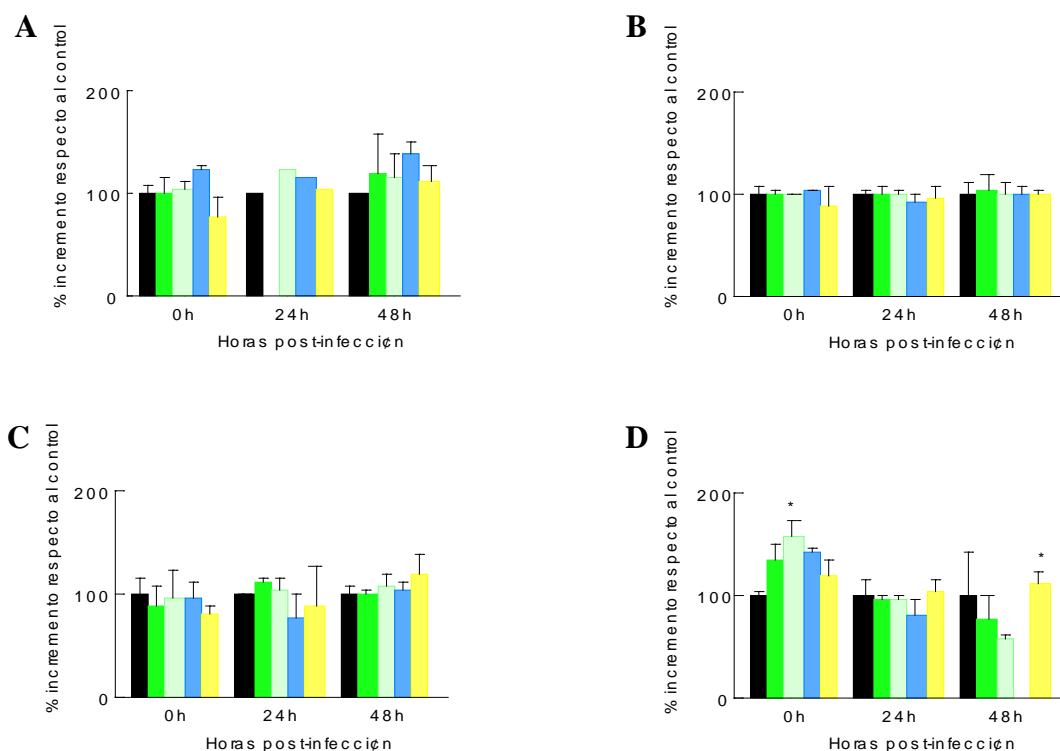 A
% incremento respecto al control
200
100
0
0h 24h 48h
Horas post-infecci¢n
B
% incremento respecto al control
200
100
0
0h 24h 48h
Horas post-infecci¢n
C
% incremento respecto al control
200
100
0
0h 24h 48h
Horas post-infecci¢n
D
% incremento respecto al control
200
100
0
* *
0h 24h 48h
Horas post-infecci¢n